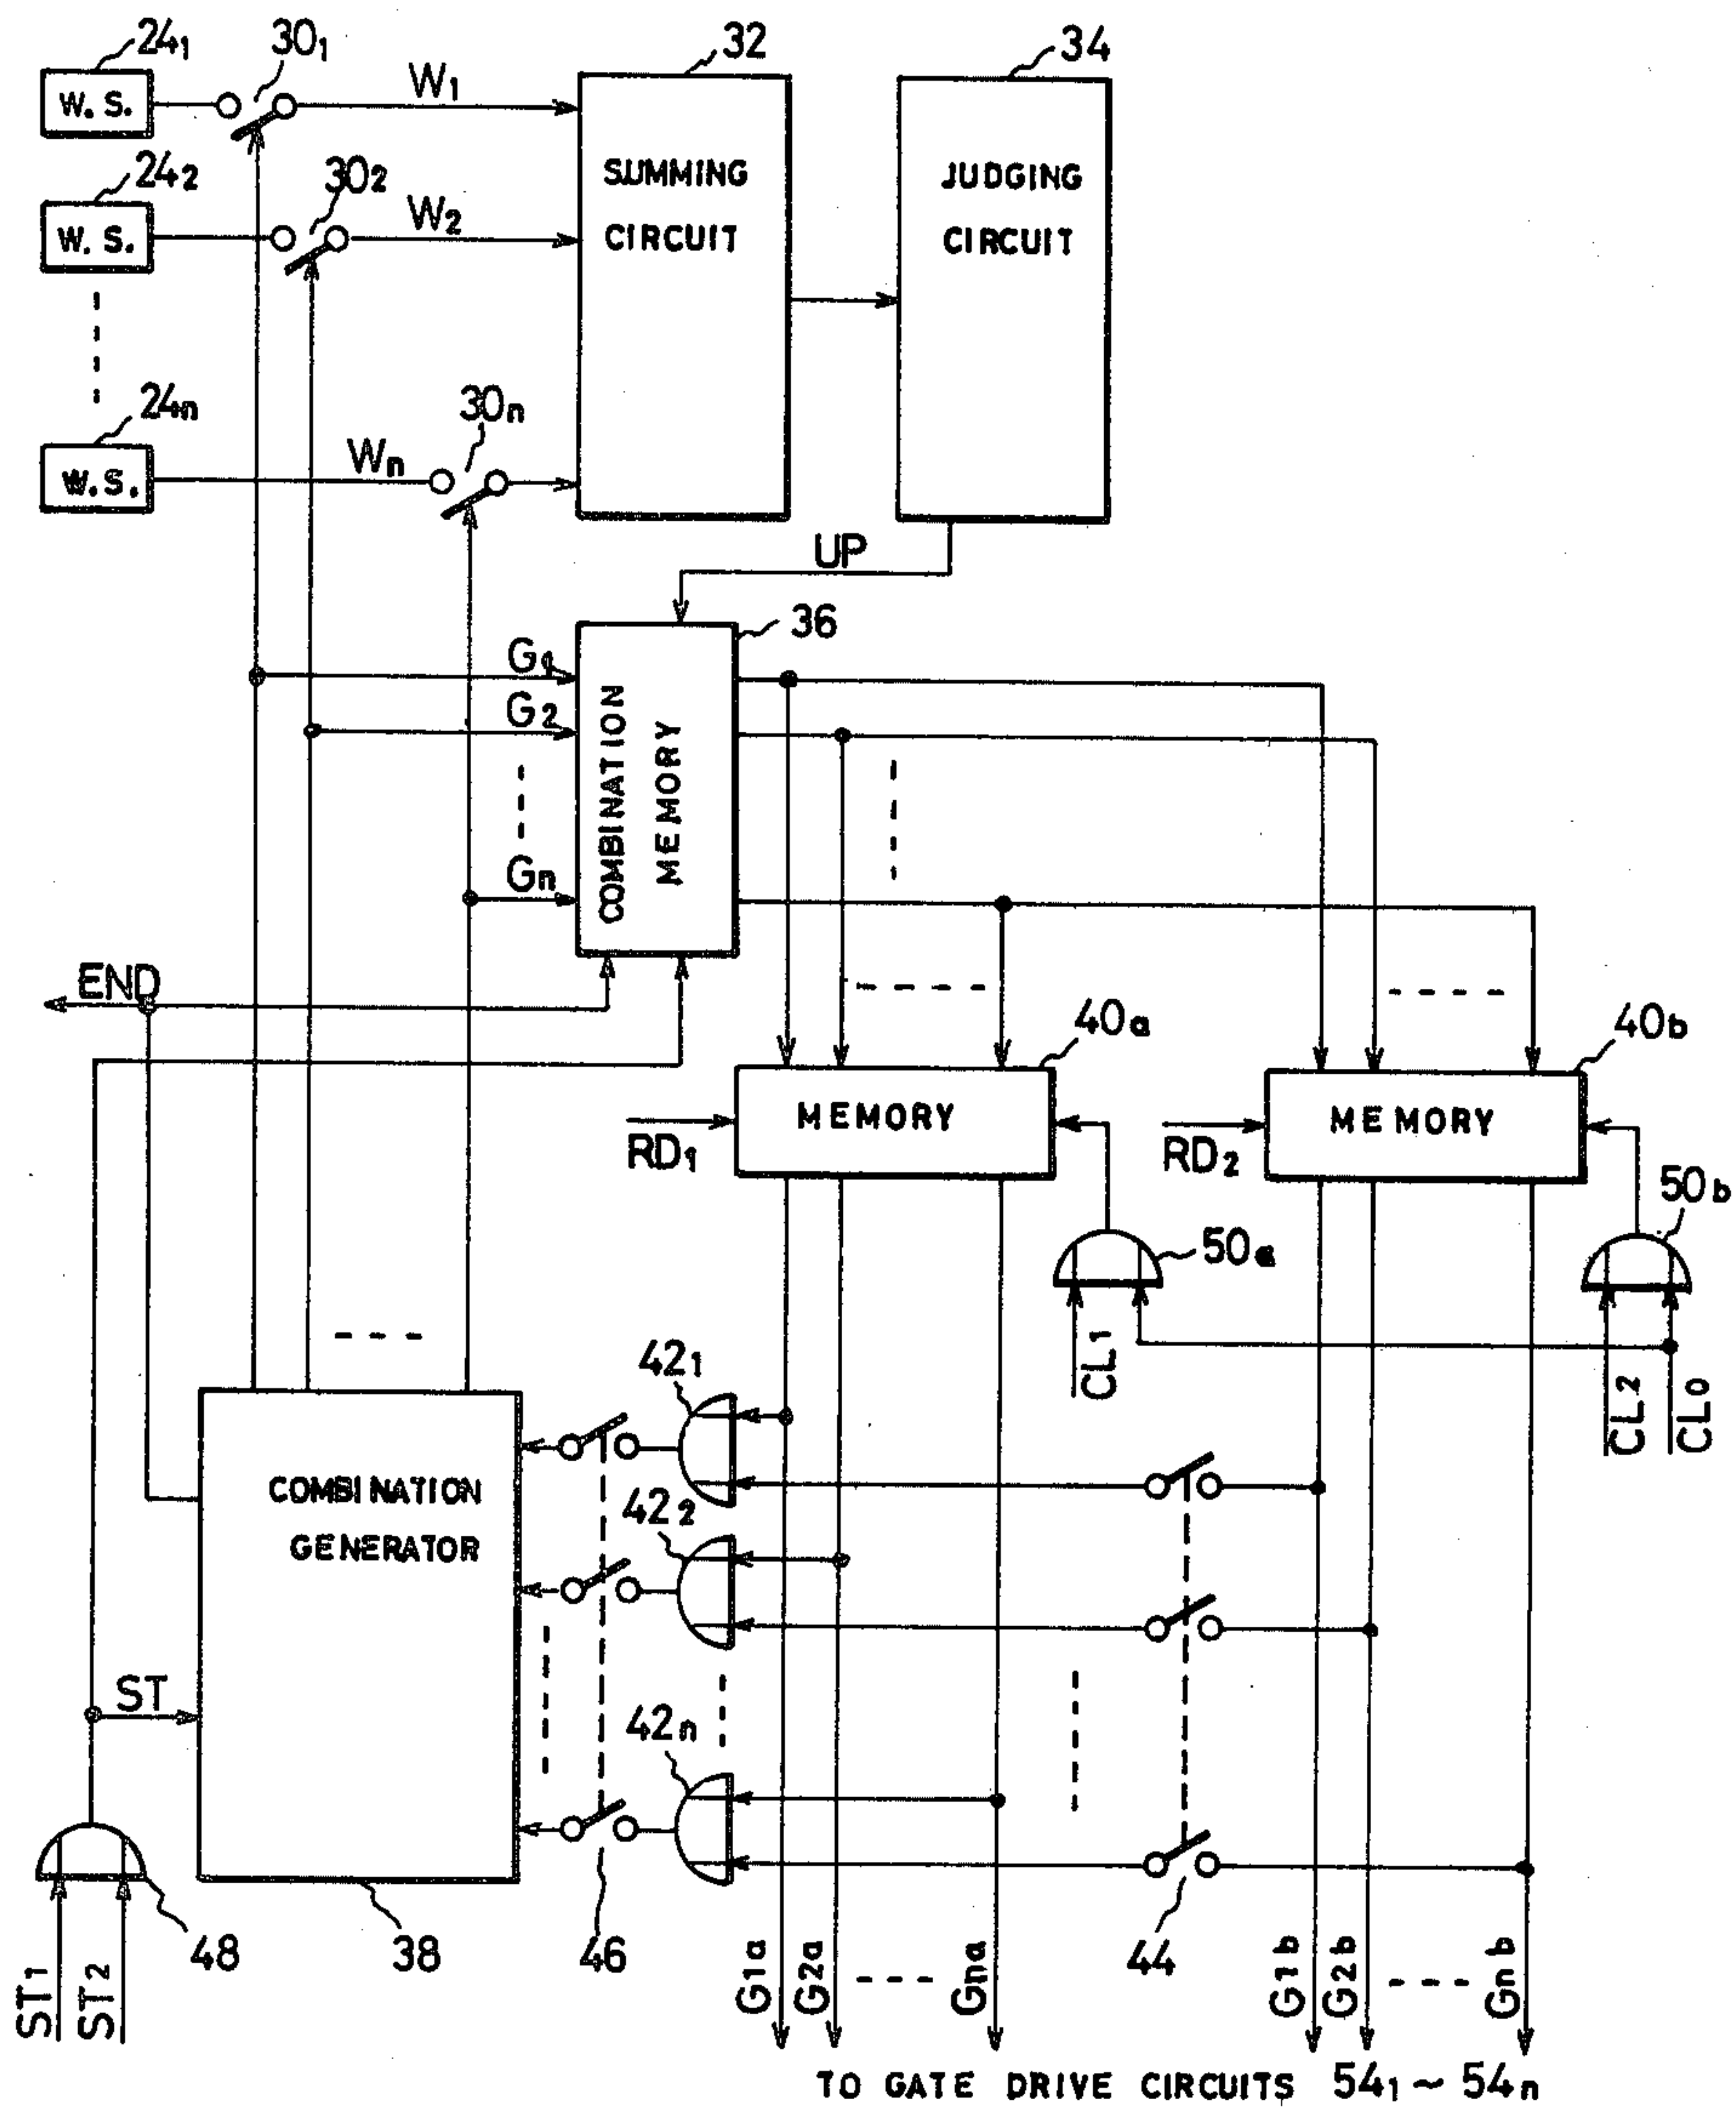 24₁
30₁
32
34
W. S.
W₁
24₂
30₂
W. S.
W₂
SUMMING
CIRCUIT
JUDGING
CIRCUIT
24n
30n
W. S.
Wn
UP
36
G₁
G₂
Gn
COMBINATION
MEMORY
END
40a
40b
MEMORY
MEMORY
RD₁
RD₂
50a
50b
CL₁
CL₂
CL₀
42₁
COMBINATION
GENERATOR
42₂
ST
42n
48
38
46
44
ST₁
ST₂
G₁a
G₂a
Gna
G₁b
G₂b
Gnb
TO GATE DRIVE CIRCUITS 54₁ ~ 54n